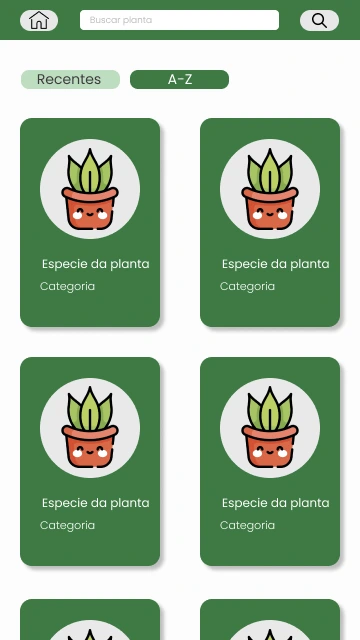 Buscar planta
Recentes
A-Z
Especie da planta
Categoria
Especie da planta
Categoria
Especie da planta
Categoria
Especie da planta
Categoria